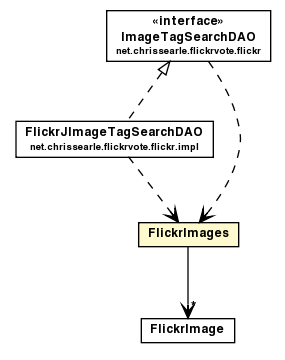 «interface»
ImageTagSearchDAO
net.chrissearle.flickrvote.flickr
FlickrJImageTagSearchDAO
net.chrissearle.flickrvote.flickr.impl
FlickrImages
*
FlickrImage